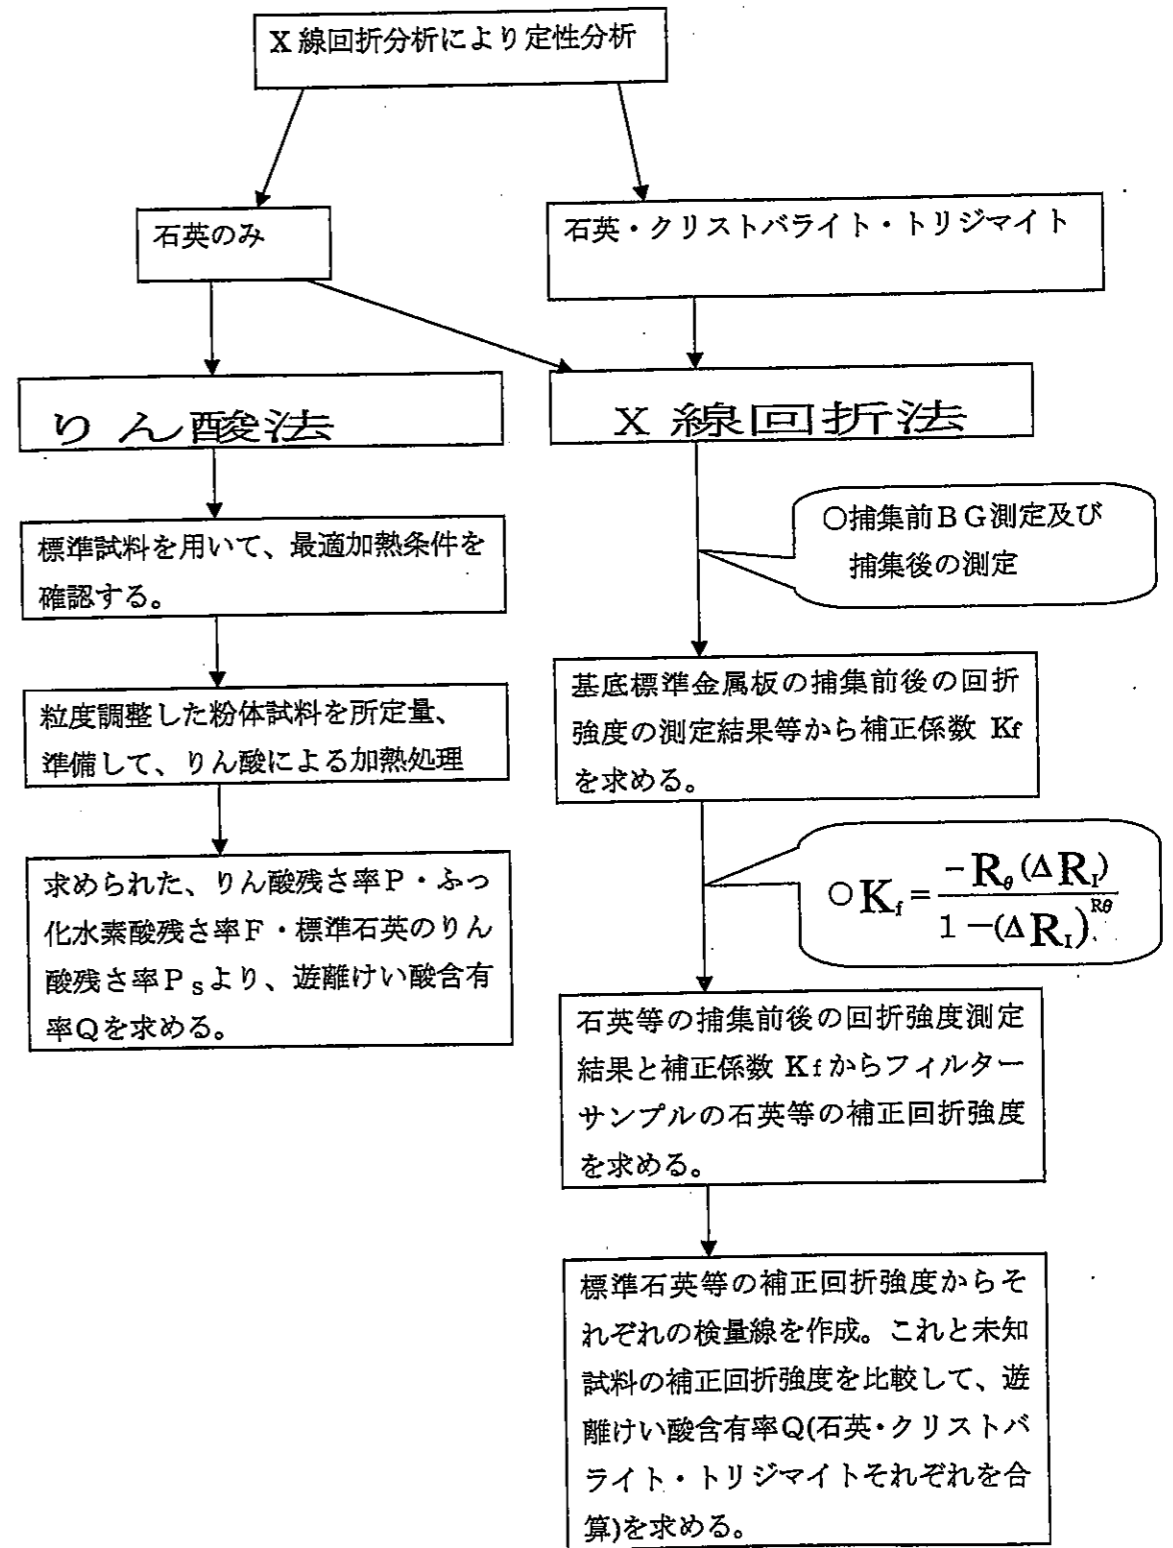 X線回折分析により定性分析
石英のみ
石英・クリストバライト・トリジマイト
りん酸法
X線回折法
標準試料を用いて、最適加熱条件を
確認する。
粒度調整した粉体試料を所定量、
準備して、りん酸による加熱処理
求められた、りん酸残さ率P・ふっ
化水素酸残さ率F・標準石英のりん
酸残さ率Psより、遊離けい酸含有
率Qを求める。
○捕集前BG測定及び
捕集後の測定
基底標準金属板の捕集前後の回折
強度の測定結果等から補正係数 Kf
を求める。
○Kf=−Rθ(ΔRI)/1−(ΔRI)^Rθ
石英等の捕集前後の回折強度測定
結果と補正係数 Kfからフィルター
サンプルの石英等の補正回折強度
を求める。
標準石英等の補正回折強度からそ
れぞれの検量線を作成。これと未知
試料の補正回折強度を比較して、遊
離けい酸含有率Q(石英・クリストバ
ライト・トリジマイトそれぞれを合
算)を求める。